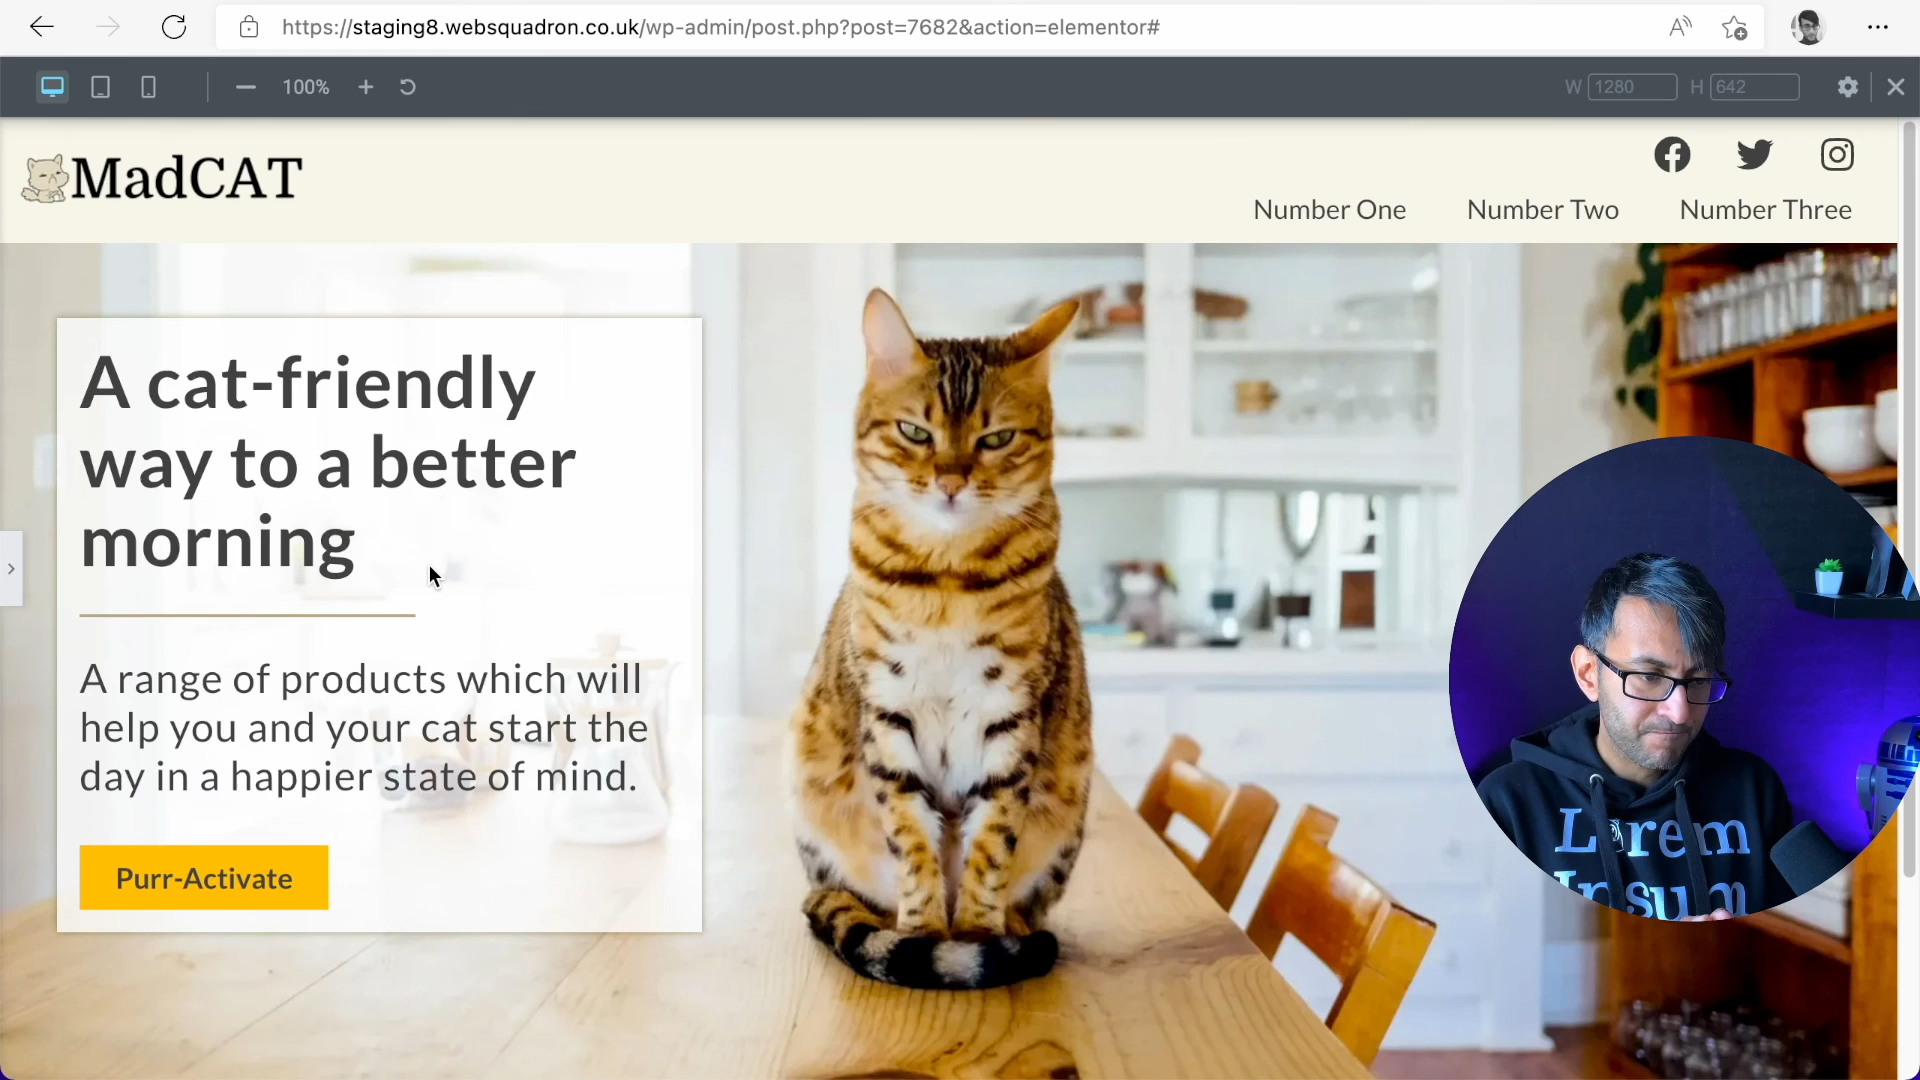 https://staging8.websquadron.co.uk/wp-admin/post.php?post=7682&action=elementor#
100%
W 1280 H 642
MadCAT
Number One Number Two Number Three
A cat-friendly
way to a better
morning
A range of products which will
help you and your cat start the
day in a happier state of mind.
Purr-Activate
Lorem
Ipsum